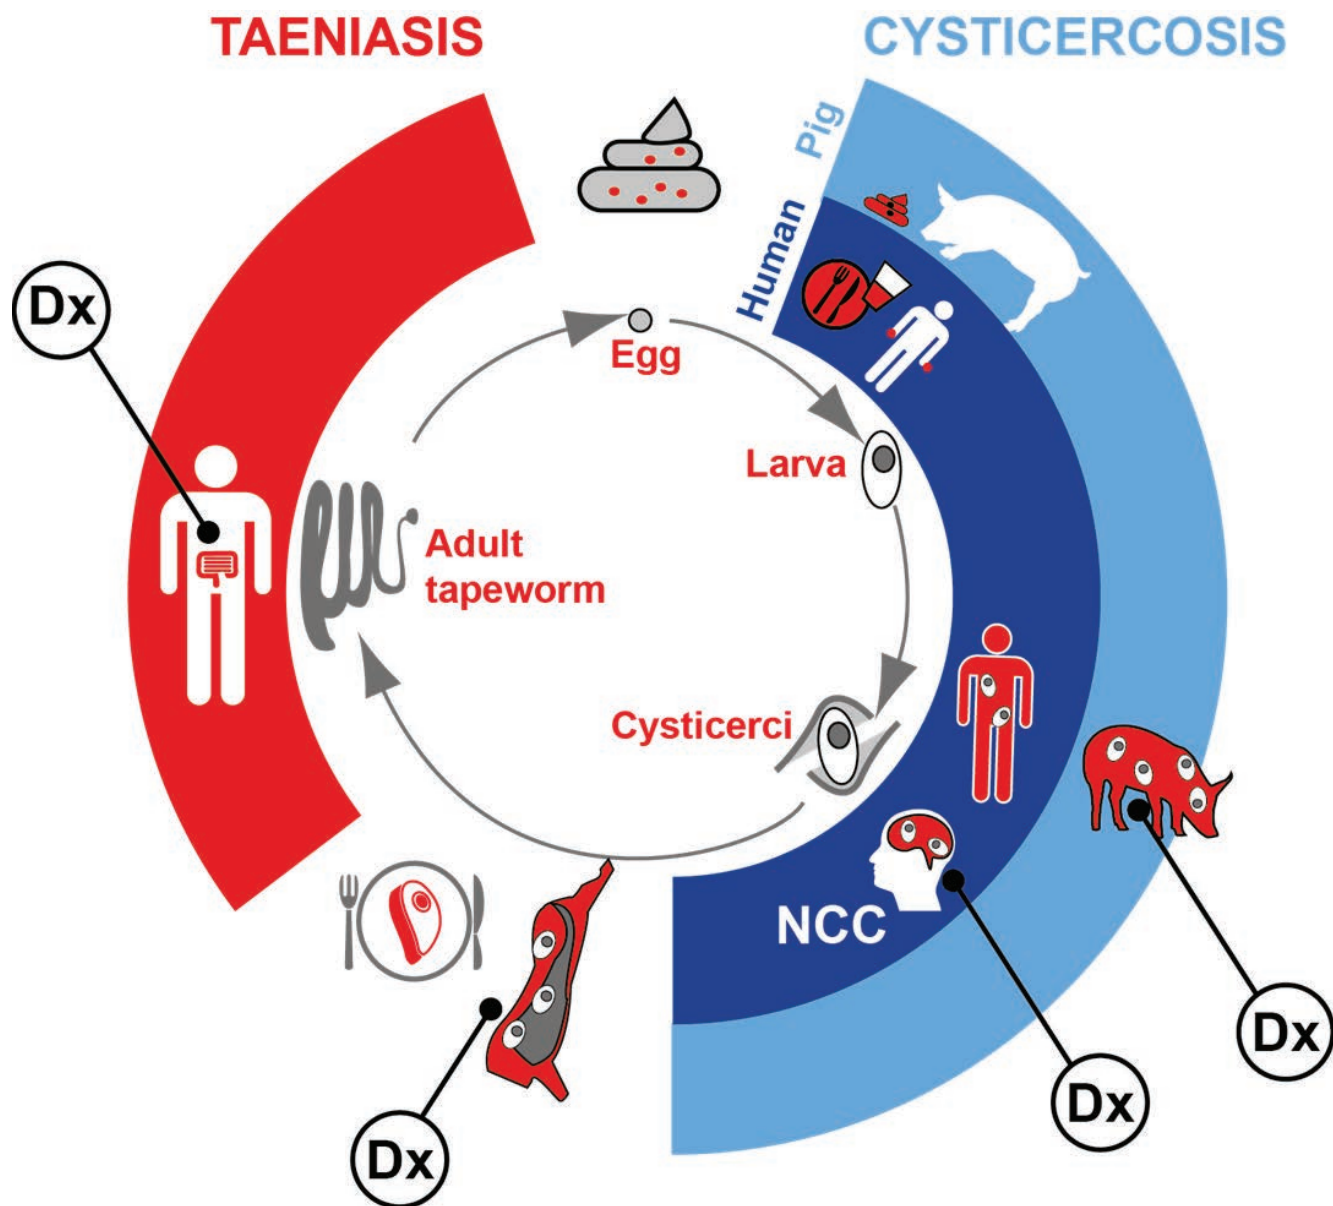 TAENIASIS
CYSTICERCOSIS
Pig
Human
Dx
Egg
Larva
Adult
tapeworm
Cysticerci
NCC
Dx
Dx
Dx